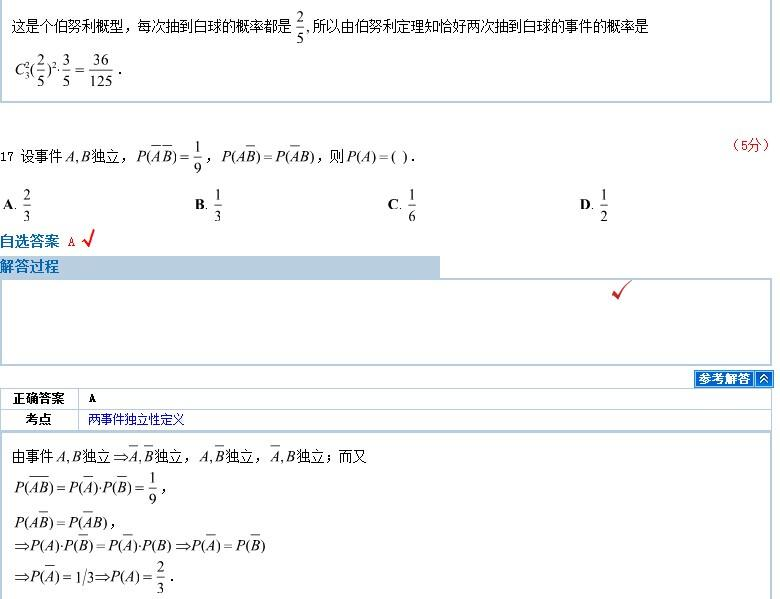 这是个伯努利概型，每次抽到白球的概率都是 2/5,所以由伯努利定理知恰好两次抽到白球的事件的概率是
C₃²(2/5)²·3/5 = 36/125 .
(5分)
17 设事件 A,B独立，P(A̅ B̅) = 1/9，P(AB̅) = P(A̅B)，则 P(A) = ( ) .
A. 2/3 B. 1/3 C. 1/6 D. 1/2
自选答案 A ✓
解答过程
✓
参考解答
正确答案 A
考点 两事件独立性定义
由事件 A,B独立 ⇒A̅,B̅独立，A,B̅独立，A̅,B独立；而又
P(A̅B̅) = P(A̅)·P(B̅) = 1/9，
P(AB̅) = P(A̅B)，
⇒P(A)·P(B̅) = P(A̅)·P(B) ⇒P(A̅) = P(B̅)
⇒P(A̅) = 1/3⇒P(A) = 2/3 .